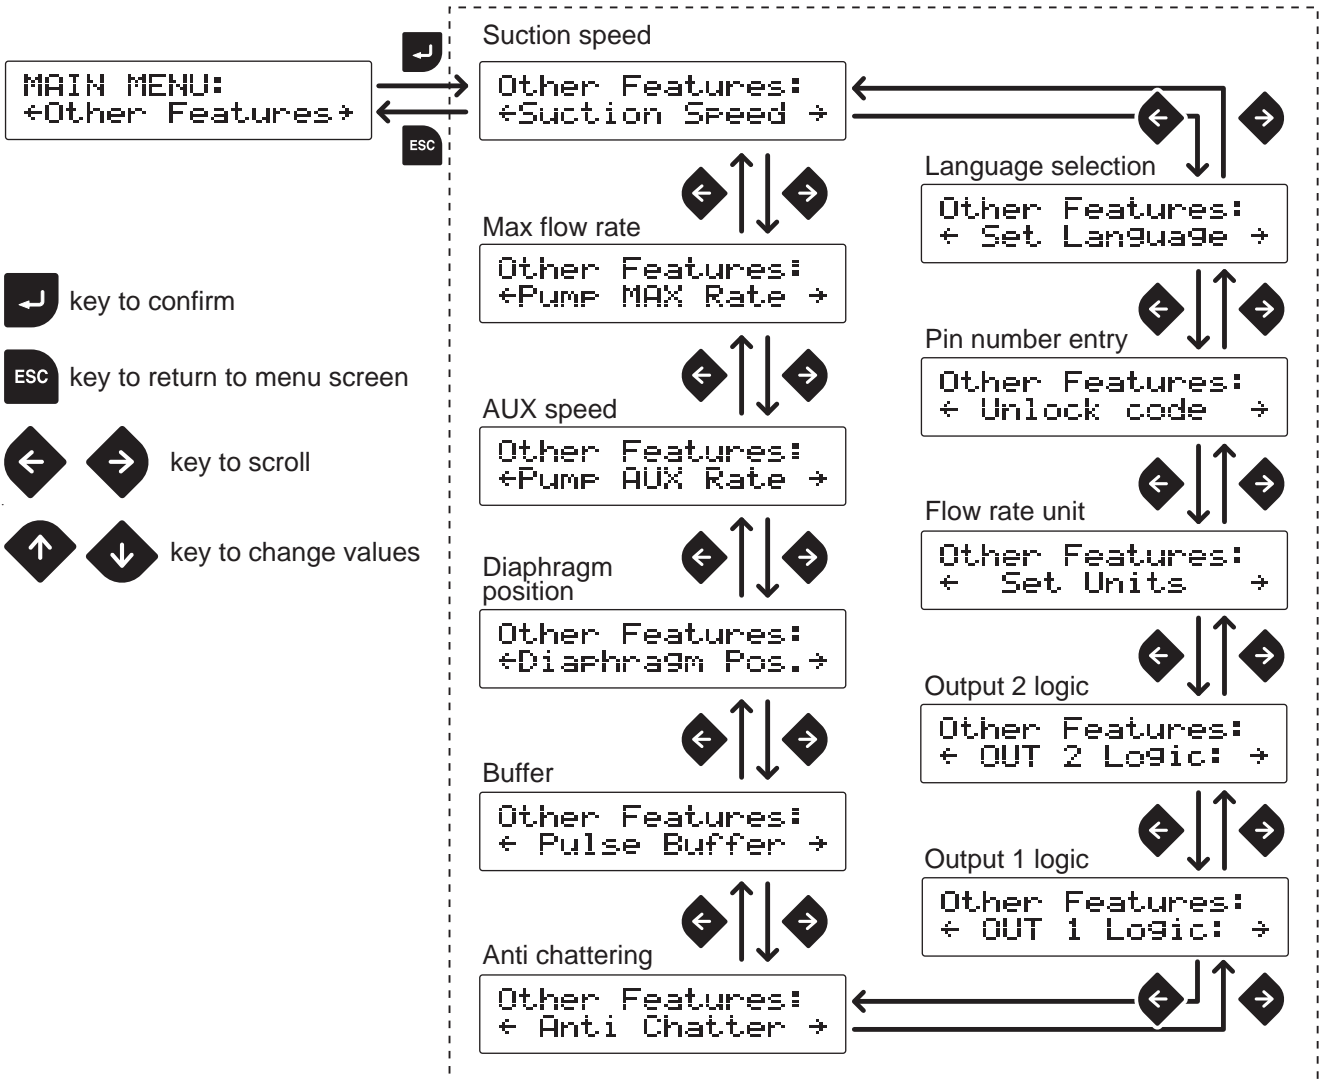 MAIN MENU:
←Other Features→
ESC
key to confirm
ESC key to return to menu screen
key to scroll
key to change values
Suction speed
Other Features:
←Suction Speed →
Max flow rate
Other Features:
←Pump MAX Rate →
AUX speed
Other Features:
←Pump AUX Rate →
Diaphragm
position
Other Features:
←Diaphragm Pos.→
Buffer
Other Features:
← Pulse Buffer →
Anti chattering
Other Features:
← Anti Chatter →
Language selection
Other Features:
← Set Language →
Pin number entry
Other Features:
← Unlock code →
Flow rate unit
Other Features:
← Set Units →
Output 2 logic
Other Features:
← OUT 2 Logic: →
Output 1 logic
Other Features:
← OUT 1 Logic: →